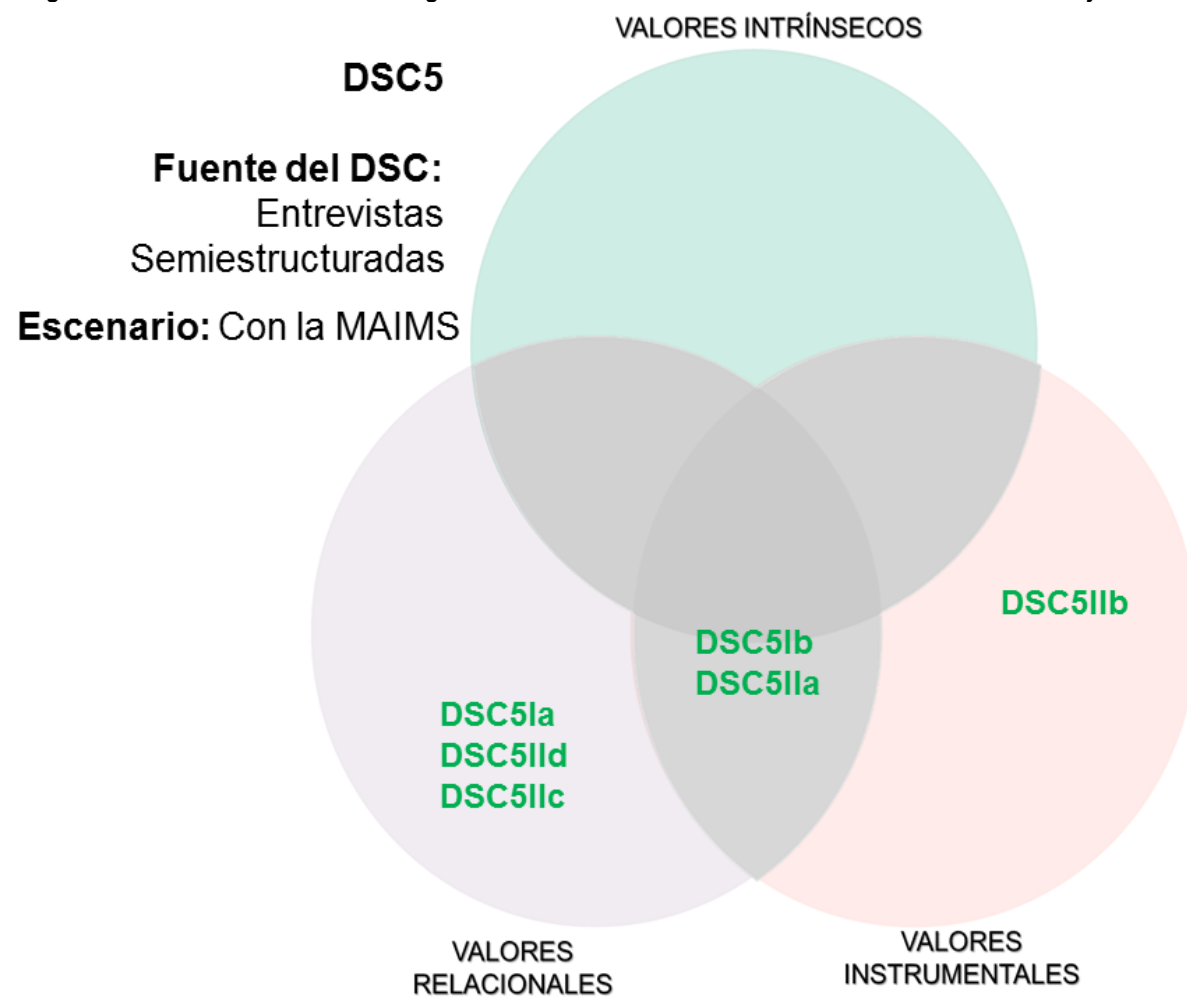 VALORES INTRÍNSECOS
DSC5
Fuente del DSC:
Entrevistas
Semiestructuradas
Escenario: Con la MAIMS
DSC5IIb
DSC5Ib
DSC5IIa
DSC5Ia
DSC5IId
DSC5IIc
VALORES
RELACIONALES
VALORES
INSTRUMENTALES